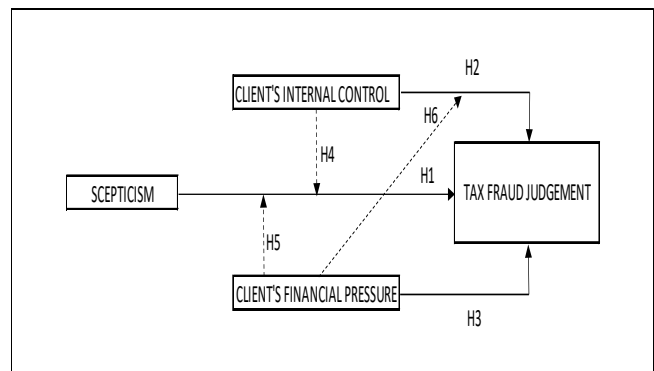 H2
CLIENT'S INTERNAL CONTROL
H6
H4
H1
SCEPTICISM
TAX FRAUD JUDGEMENT
H5
CLIENT'S FINANCIAL PRESSURE
H3